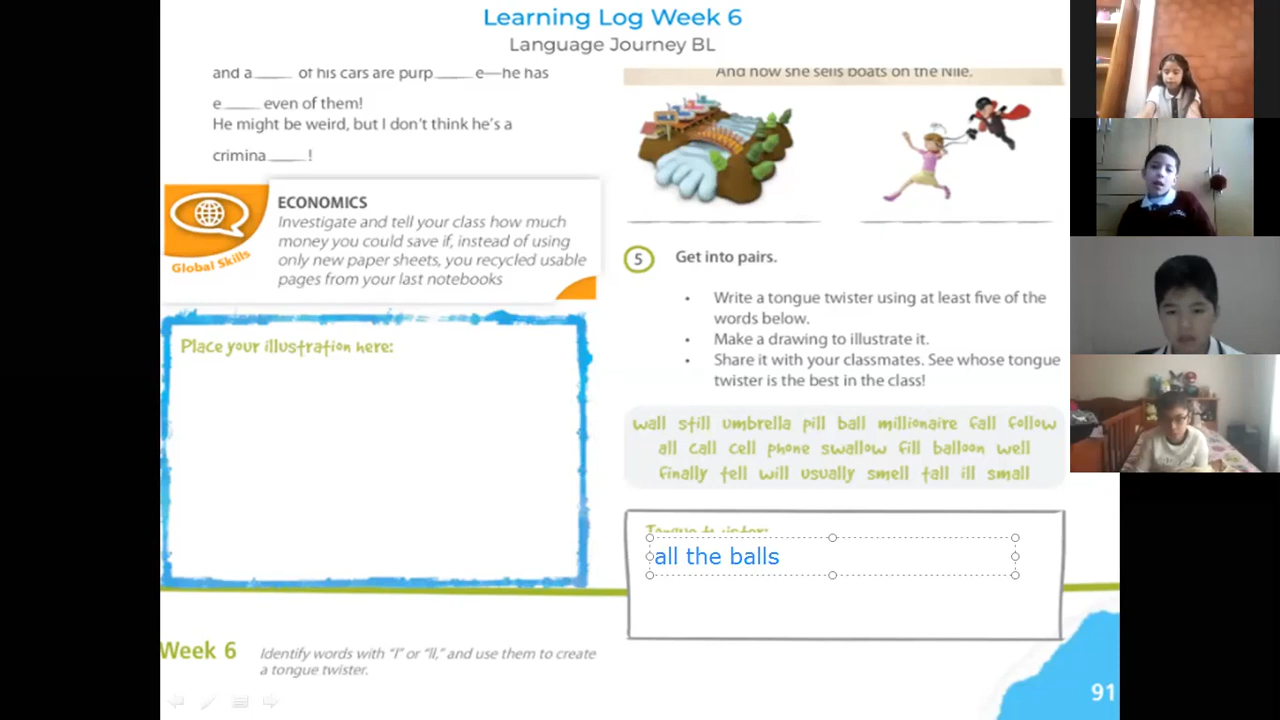 Learning Log Week 6
Language Journey BL
and a____ of his cars are purp____ e—he has
e____ even of them!
He might be weird, but I don't think he's a
crimina____ !
ECONOMICS
Investigate and tell your class how much
money you could save if, instead of using
only new paper sheets, you recycled usable
pages from your last notebooks
Global Skills
Place your illustration here:
Week 6
Identify words with "l" or "ll," and use them to create
a tongue twister.
And now she sells boats on the Nile.
5 Get into pairs.
• Write a tongue twister using at least five of the
words below.
• Make a drawing to illustrate it.
• Share it with your classmates. See whose tongue
twister is the best in the class!
wall still umbrella pill ball millionaire fall follow
all call cell phone swallow fill balloon well
finally tell will usually smell tall ill small
Tongue twister:
all the balls
91